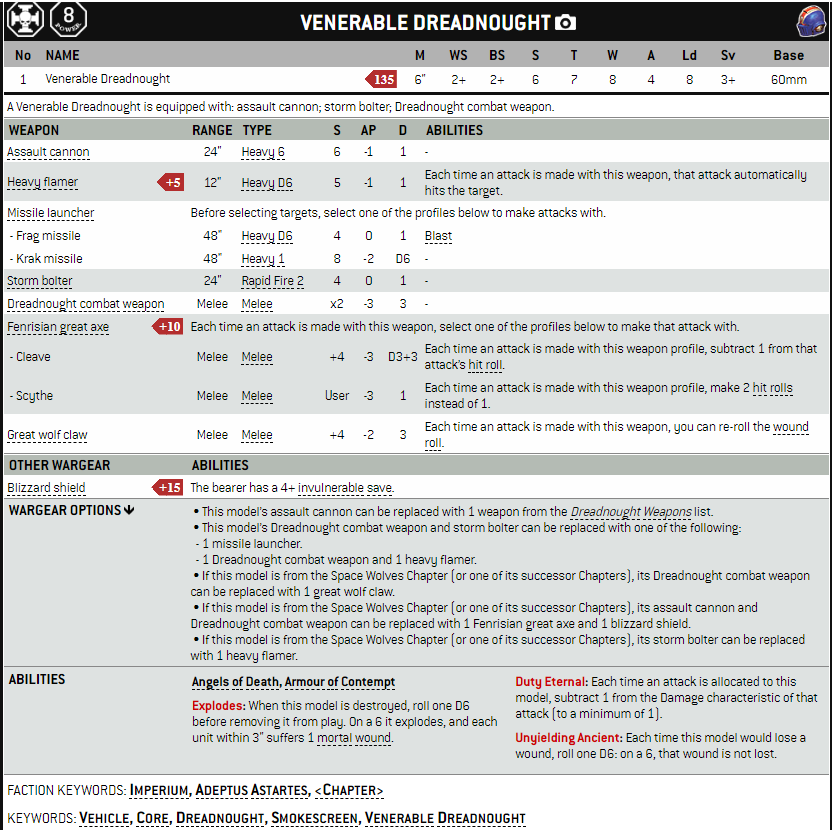 8
POWER
VENERABLE DREADNOUGHT
No NAME M WS BS S T W A Ld Sv Base
1 Venerable Dreadnought 135 6" 2+ 2+ 6 7 8 4 8 3+ 60mm
A Venerable Dreadnought is equipped with: assault cannon; storm bolter; Dreadnought combat weapon.
WEAPON RANGE TYPE S AP D ABILITIES
Assault cannon 24" Heavy 6 6 -1 1 -
Heavy flamer +5 12" Heavy D6 5 -1 1 Each time an attack is made with this weapon, that attack automatically
hits the target.
Missile launcher Before selecting targets, select one of the profiles below to make attacks with.
- Frag missile 48" Heavy D6 4 0 1 Blast
- Krak missile 48" Heavy 1 8 -2 D6 -
Storm bolter 24" Rapid Fire 2 4 0 1 -
Dreadnought combat weapon Melee Melee x2 -3 3 -
Fenrisian great axe +10 Each time an attack is made with this weapon, select one of the profiles below to make that attack with.
- Cleave Melee Melee +4 -3 D3+3 Each time an attack is made with this weapon profile, subtract 1 from that
attack's hit roll.
- Scythe Melee Melee User -3 1 Each time an attack is made with this weapon profile, make 2 hit rolls
instead of 1.
Great wolf claw Melee Melee +4 -2 3 Each time an attack is made with this weapon, you can re-roll the wound
roll.
OTHER WARGEAR ABILITIES
Blizzard shield +15 The bearer has a 4+ invulnerable save.
WARGEAR OPTIONS
• This model's assault cannon can be replaced with 1 weapon from the Dreadnought Weapons list.
• This model's Dreadnought combat weapon and storm bolter can be replaced with one of the following:
- 1 missile launcher.
- 1 Dreadnought combat weapon and 1 heavy flamer.
• If this model is from the Space Wolves Chapter (or one of its successor Chapters), its Dreadnought combat weapon
can be replaced with 1 great wolf claw.
• If this model is from the Space Wolves Chapter (or one of its successor Chapters), its assault cannon and
Dreadnought combat weapon can be replaced with 1 Fenrisian great axe and 1 blizzard shield.
• If this model is from the Space Wolves Chapter (or one of its successor Chapters), its storm bolter can be replaced
with 1 heavy flamer.
ABILITIES
Angels of Death, Armour of Contempt
Explodes: When this model is destroyed, roll one D6
before removing it from play. On a 6 it explodes, and each
unit within 3" suffers 1 mortal wound.
Duty Eternal: Each time an attack is allocated to this
model, subtract 1 from the Damage characteristic of that
attack (to a minimum of 1).
Unyielding Ancient: Each time this model would lose a
wound, roll one D6: on a 6, that wound is not lost.
FACTION KEYWORDS: IMPERIUM, ADEPTUS ASTARTES, <CHAPTER>
KEYWORDS: VEHICLE, CORE, DREADNOUGHT, SMOKESCREEN, VENERABLE DREADNOUGHT